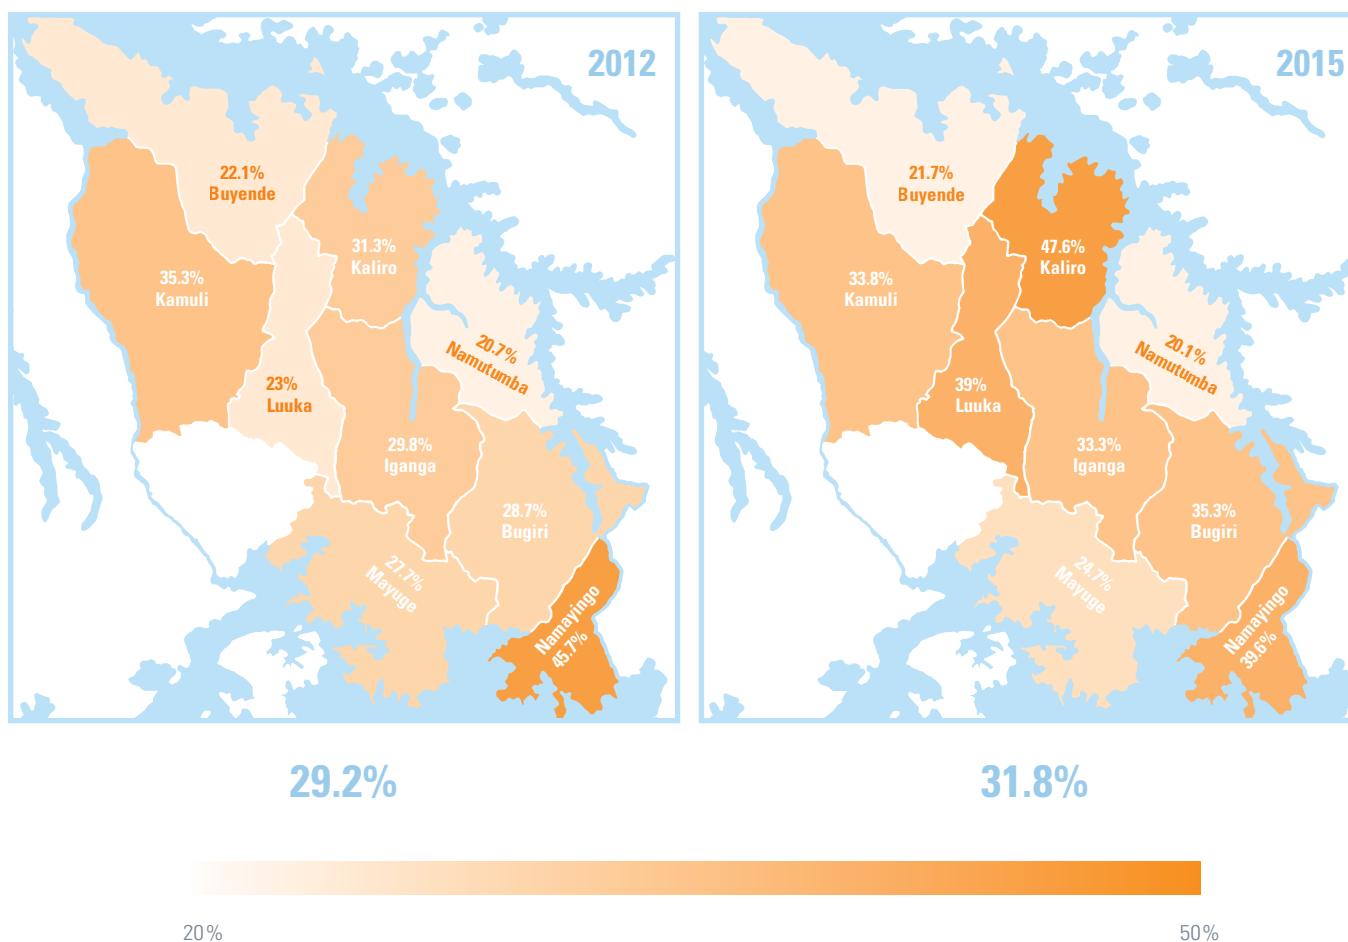 2012
22.1%
Buyende
31.3%
Kaliro
35.3%
Kamuli
20.7%
Namutumba
23%
Luuka
29.8%
Iganga
28.7%
Bugiri
27.7%
Mayuge
Namayingo
45.7%
29.2%
2015
21.7%
Buyende
47.6%
Kaliro
33.8%
Kamuli
20.1%
Namutumba
39%
Luuka
33.3%
Iganga
35.3%
Bugiri
24.7%
Mayuge
Namayingo
39.6%
31.8%
20%
50%